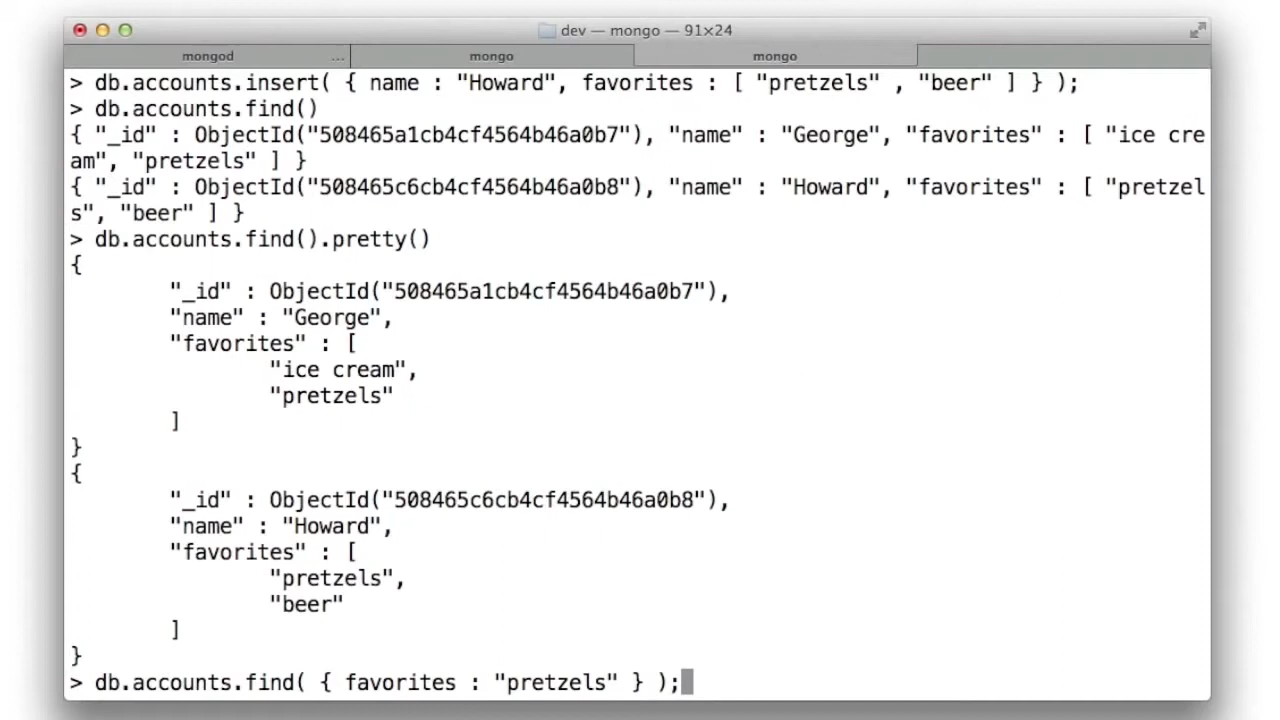 dev — mongo — 91×24
mongod ... mongo mongo
> db.accounts.insert( { name : "Howard", favorites : [ "pretzels" , "beer" ] } );
> db.accounts.find()
{ "_id" : ObjectId("508465a1cb4cf4564b46a0b7"), "name" : "George", "favorites" : [ "ice cre
am", "pretzels" ] }
{ "_id" : ObjectId("508465c6cb4cf4564b46a0b8"), "name" : "Howard", "favorites" : [ "pretzel
s", "beer" ] }
> db.accounts.find().pretty()
{
        "_id" : ObjectId("508465a1cb4cf4564b46a0b7"),
        "name" : "George",
        "favorites" : [
                "ice cream",
                "pretzels"
        ]
}
{
        "_id" : ObjectId("508465c6cb4cf4564b46a0b8"),
        "name" : "Howard",
        "favorites" : [
                "pretzels",
                "beer"
        ]
}
> db.accounts.find( { favorites : "pretzels" } );